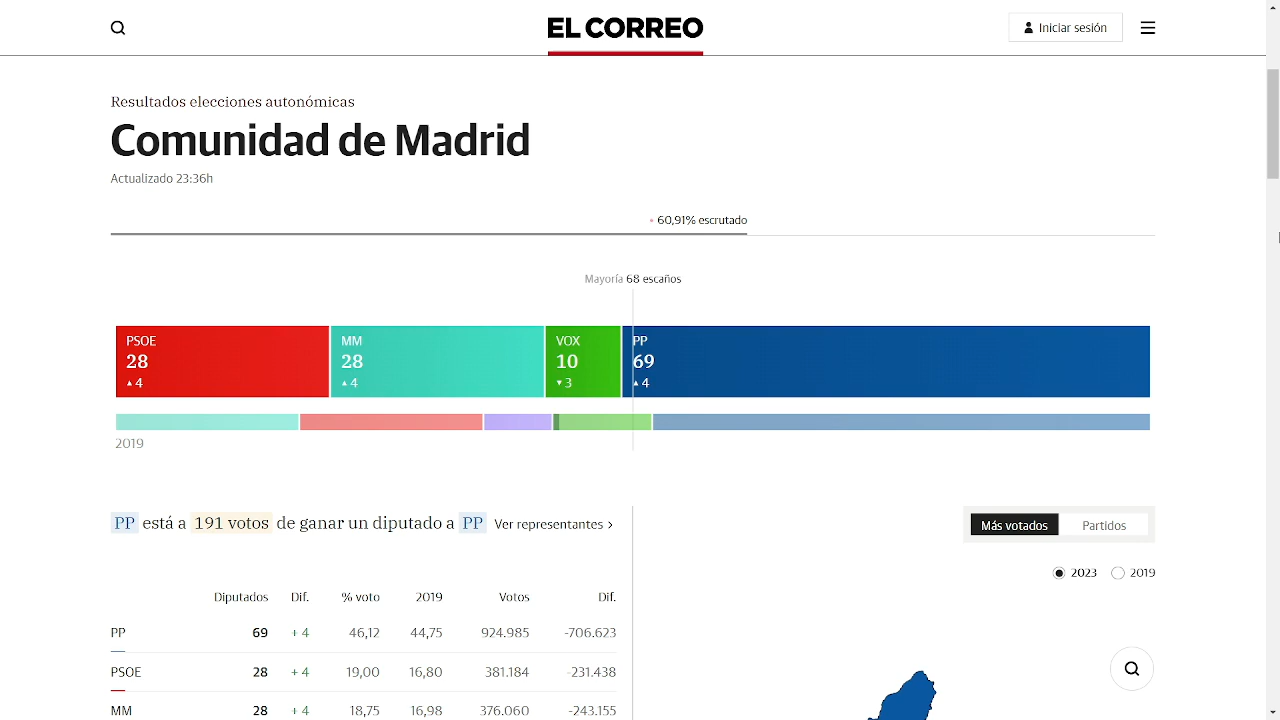 EL CORREO
Iniciar sesión
Resultados elecciones autonómicas
Comunidad de Madrid
Actualizado 23:36h
60,91% escrutado
Mayoría 68 escaños
PSOE MM VOX PP
28 28 10 69
▲4 ▲4 ▼3 ▲4
2019
PP está a 191 votos de ganar un diputado a PP Ver representantes ›
Más votados Partidos
2023 2019
Diputados Dif. % voto 2019 Votos Dif.
PP 69 +4 46,12 44,75 924.985 -706.623
PSOE 28 +4 19,00 16,80 381.184 -231.438
MM 28 +4 18,75 16,98 376.060 -243.155